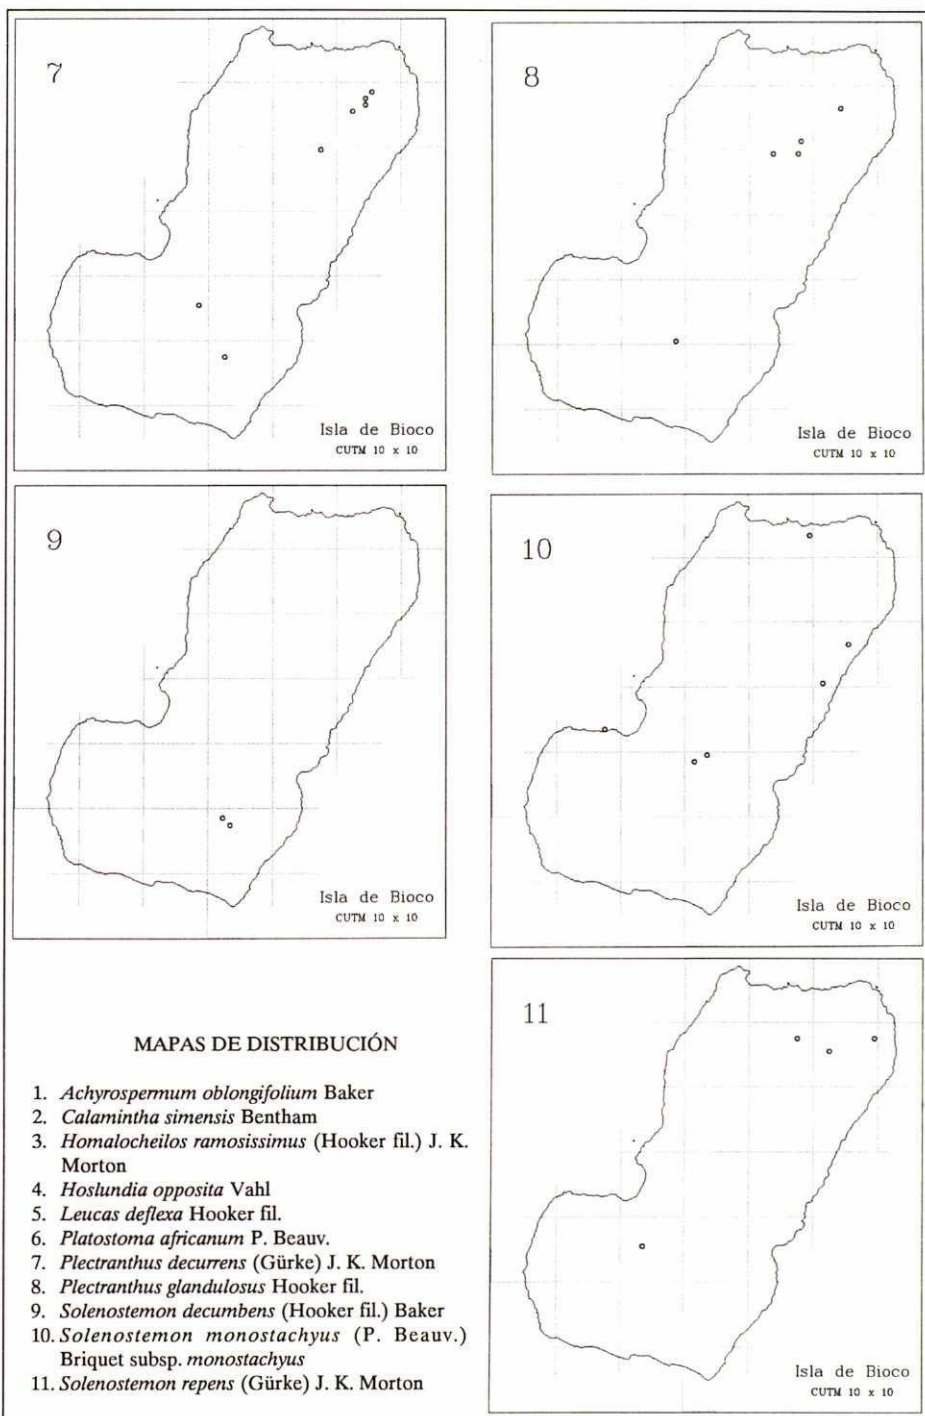 7
Isla de Bioco
CUTM 10 x 10
8
Isla de Bioco
CUTM 10 x 10
9
Isla de Bioco
CUTM 10 x 10
10
Isla de Bioco
CUTM 10 x 10
11
Isla de Bioco
CUTM 10 x 10
MAPAS DE DISTRIBUCIÓN
1. Achyrospermum oblongifolium Baker
2. Calamintha simensis Bentham
3. Homalocheilos ramosissimus (Hooker fil.) J. K.
Morton
4. Hoslundia opposita Vahl
5. Leucas deflexa Hooker fil.
6. Platostoma africanum P. Beauv.
7. Plectranthus decurrens (Gürke) J. K. Morton
8. Plectranthus glandulosus Hooker fil.
9. Solenostemon decumbens (Hooker fil.) Baker
10. Solenostemon monostachyus (P. Beauv.)
Briquet subsp. monostachyus
11. Solenostemon repens (Gürke) J. K. Morton